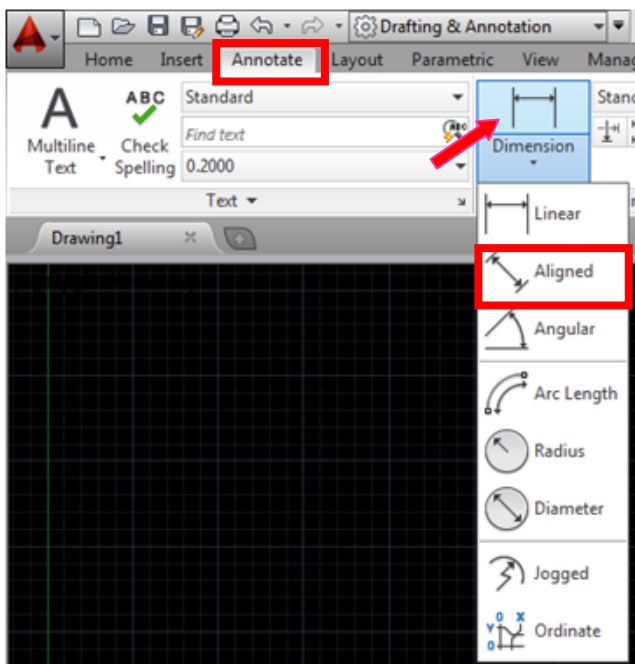 Drafting & Annotation
Home Insert Annotate Layout Parametric View Manag
A ABC Standard Stand
Find text ABC
Multiline Text
Check Spelling
0.2000
Dimension
Text
Drawing1
Linear
Aligned
Angular
Arc Length
Radius
Diameter
Jogged
O X
Y
O
Ordinate